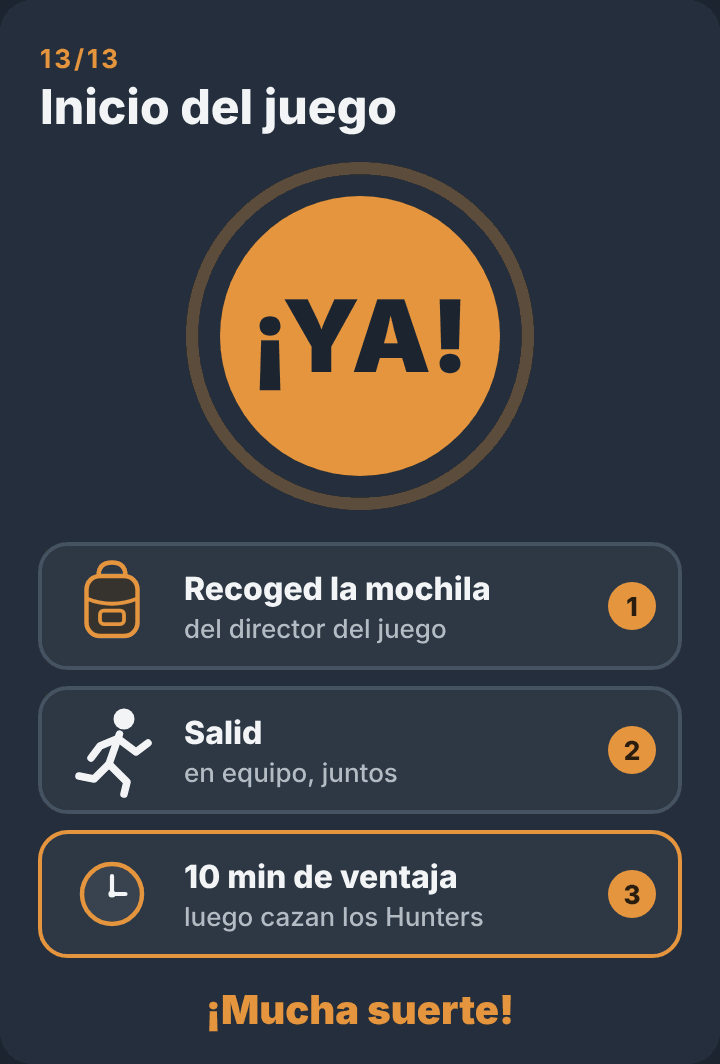 13/13
Inicio del juego
¡YA!
Recoged la mochila
del director del juego
1
Salid
en equipo, juntos
2
10 min de ventaja
luego cazan los Hunters
3
¡Mucha suerte!